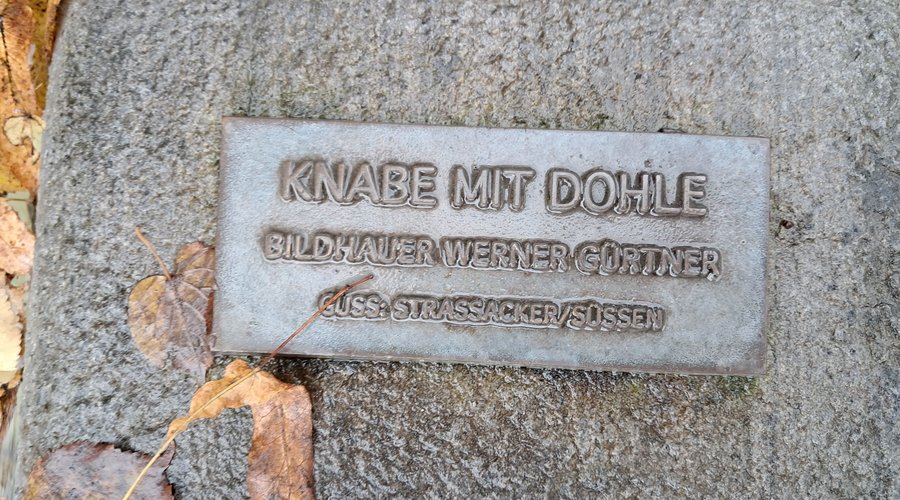 KNABE MIT DOHLE
BILDHAUER WERNER GÜRTNER
GUSS: STRASSACKER/SÜSSEN